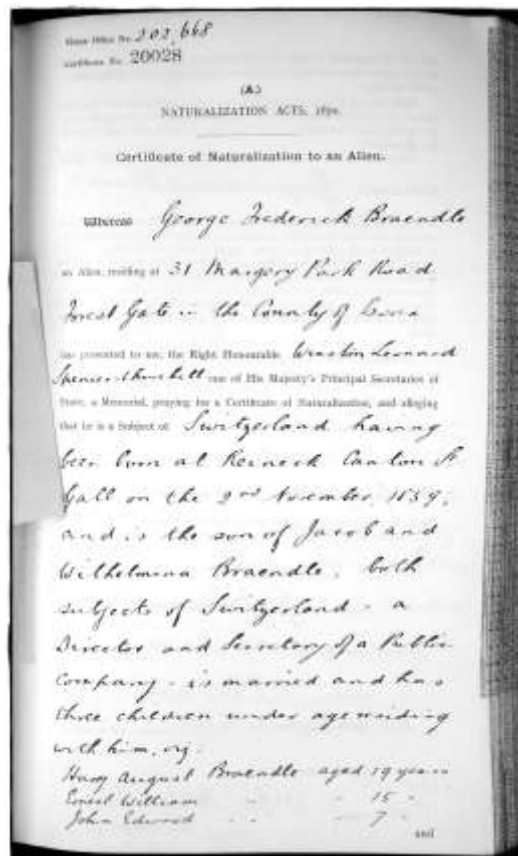 Home Office No. 202,668
Certificate No. 20028
(A.)
NATURALIZATION ACTS, 1870.
Certificate of Naturalization to an Alien.
Whereas George Frederick Braendle
an Alien, residing at 31 Margery Park Road
Forest Gate in the County of Essex
has presented to me, the Right Honourable Winston Leonard
Spencer Churchill one of His Majesty's Principal Secretaries of
State, a Memorial, praying for a Certificate of Naturalization, and alleging
that he is a Subject of Switzerland having
been born at Reineck Canton St
Gall on the 2nd November,
and is the son of Jacob and
Wilhelmina Braendle, both
subjects of Switzerland - a
Director and Secretary of a Public
Company - is married and has
three children under age residing
with him, viz.
Harry August Braendle aged 19 years
Ernest William " " 15 "
John Edward " " 7 "
and